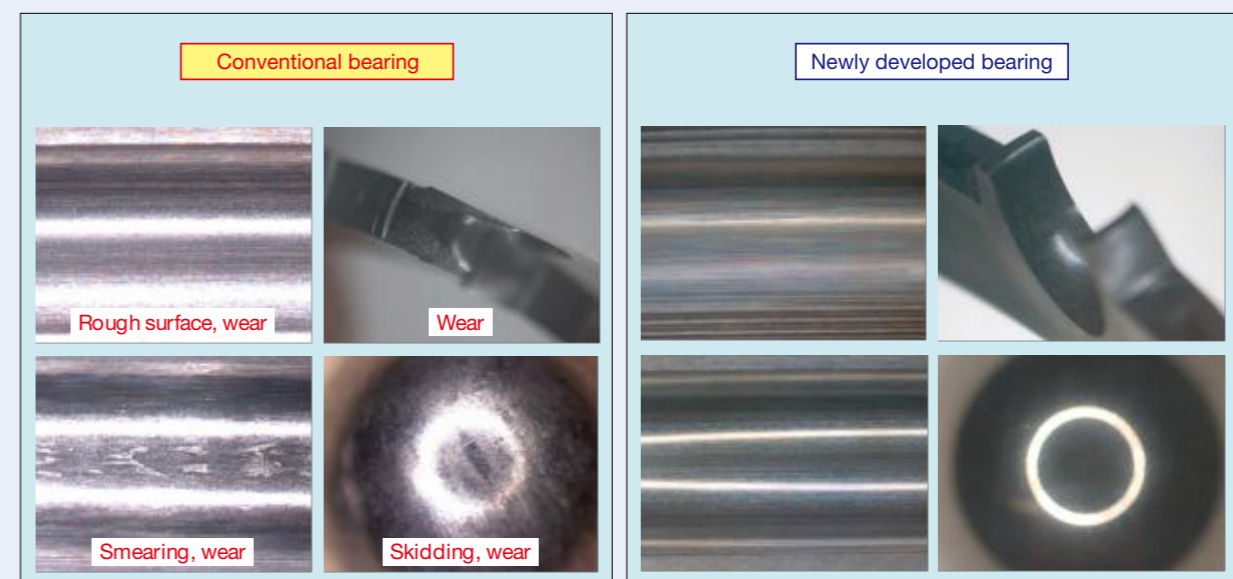 Conventional bearing
Newly developed bearing
Rough surface, wear
Wear
Smearing, wear
Skidding, wear